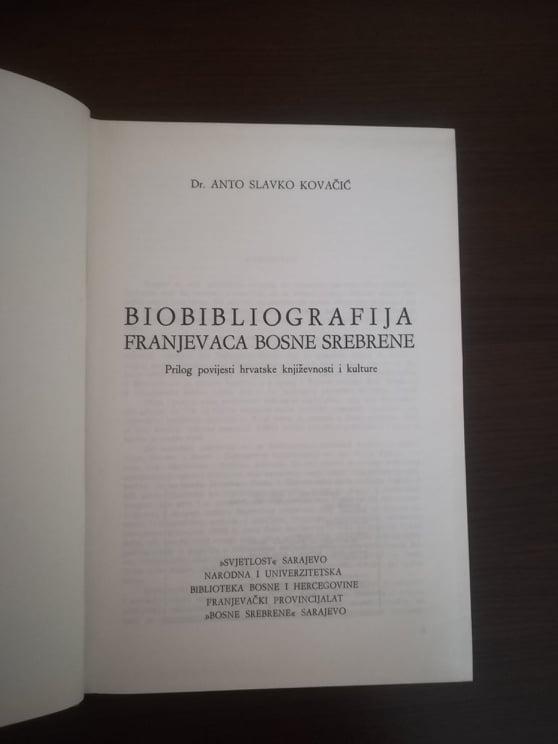 Dr. ANTO SLAVKO KOVAČIĆ
BIOBIBLIOGRAFIJA
FRANJEVACA BOSNE SREBRENE
Prilog povijesti hrvatske književnosti i kulture
»SVJETLOST« SARAJEVO
NARODNA I UNIVERZITETSKA
BIBLIOTEKA BOSNE I HERCEGOVINE
FRANJEVAČKI PROVINCIJALAT
»BOSNE SREBRENE« SARAJEVO